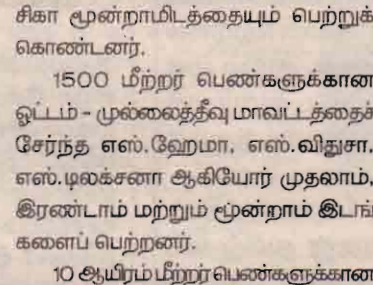 சிகா மூன்றாமிடத்தையும் பெற்றுக்
கொண்டனர்.
1500 மீற்றர் பெண்களுக்கான
ஓட்டம் - முல்லைத்தீவு மாவட்டத்தைச்
சேர்ந்த எஸ்.ஹேமா, எஸ்.விதுசா,
எஸ்.டிலக்சனா ஆகியோர் முதலாம்,
இரண்டாம் மற்றும் மூன்றாம் இடங்
களைப் பெற்றனர்.
10 ஆயிரம் மீற்றர் பெண்களுக்கான